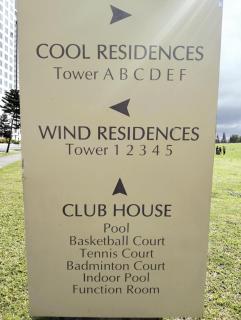 COOL RESIDENCES
Tower A B C D E F
WIND RESIDENCES
Tower 1 2 3 4 5
CLUB HOUSE
Pool
Basketball Court
Tennis Court
Badminton Court
Indoor Pool
Function Room